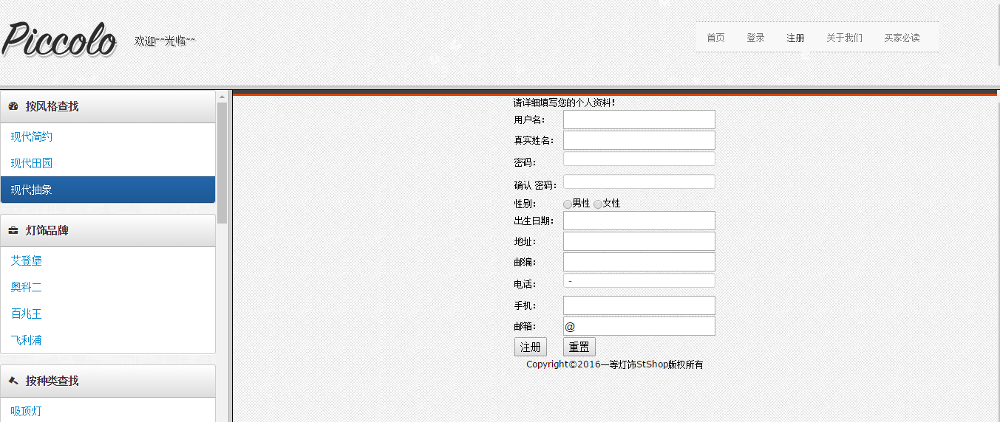 Piccolo
欢迎~~光临~~
首页 登录 注册 关于我们 买家必读
按风格查找
现代简约
现代田园
现代抽象
灯饰品牌
艾登堡
奥科二
百兆王
飞利浦
按种类查找
吸顶灯
请详细填写您的个人资料!
用户名:
真实姓名:
密码:
确认 密码:
性别: 男性 女性
出生日期:
地址:
邮编:
电话: -
手机:
邮箱: @
注册 重置
Copyright©2016一等灯饰StShop版权所有